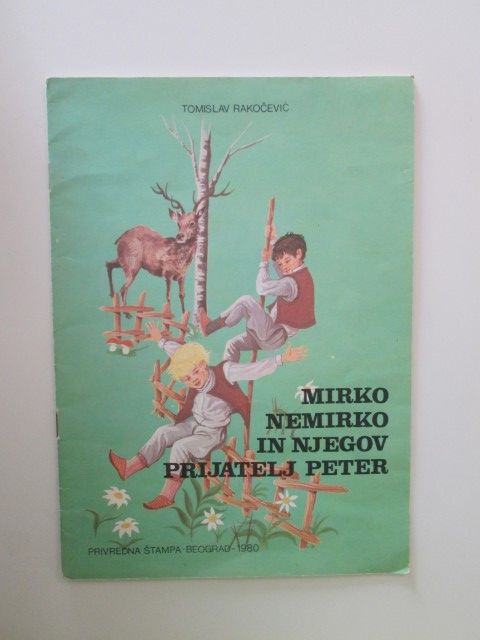 TOMISLAV RAKOČEVIĆ
MIRKO
NEMIRKO
IN NJEGOV
PRIJATELJ PETER
PRIVREDNA ŠTAMPA-BEOGRAD-1980